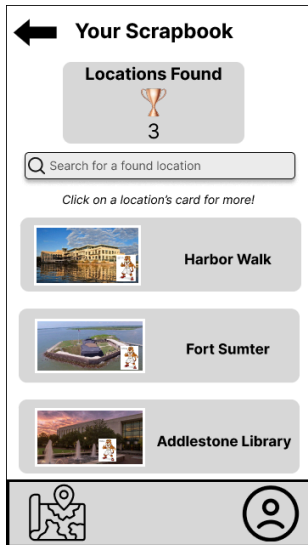 Your Scrapbook
Locations Found
3
Search for a found location
Click on a location's card for more!
Harbor Walk
Fort Sumter
Addlestone Library